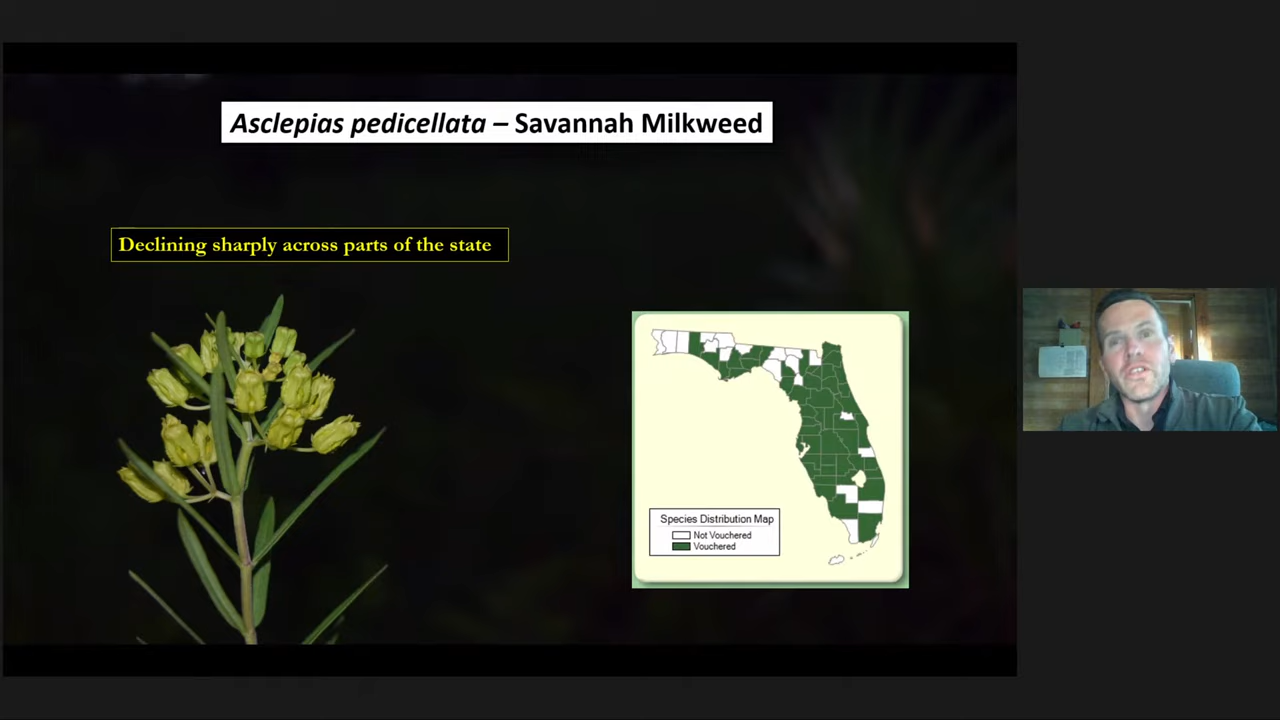 Asclepias pedicellata – Savannah Milkweed
Declining sharply across parts of the state
Species Distribution Map
Not Vouchered
Vouchered